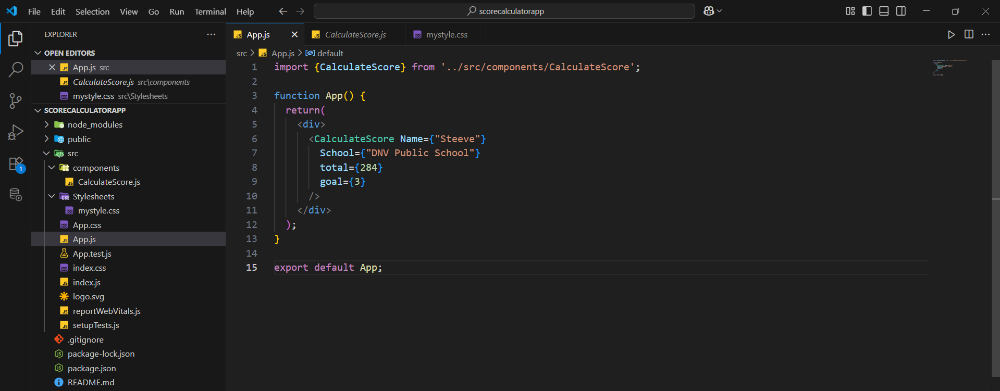 File Edit Selection View Go Run Terminal Help
scorecalculatorapp
EXPLORER
OPEN EDITORS
App.js src
CalculateScore.js src\components
mystyle.css src\Stylesheets
SCORECALCULATORAPP
node_modules
public
src
components
CalculateScore.js
Stylesheets
mystyle.css
App.css
App.js
App.test.js
index.css
index.js
logo.svg
reportWebVitals.js
setupTests.js
.gitignore
package-lock.json
package.json
README.md
1
App.js CalculateScore.js mystyle.css
src > App.js > default
1 import {CalculateScore} from '../src/components/CalculateScore';
2
3 function App() {
4 return(
5 <div>
6 <CalculateScore Name={"Steeve"}
7 School={"DNV Public School"}
8 total={284}
9 goal={3}
10 />
11 </div>
12 );
13 }
14
15 export default App;